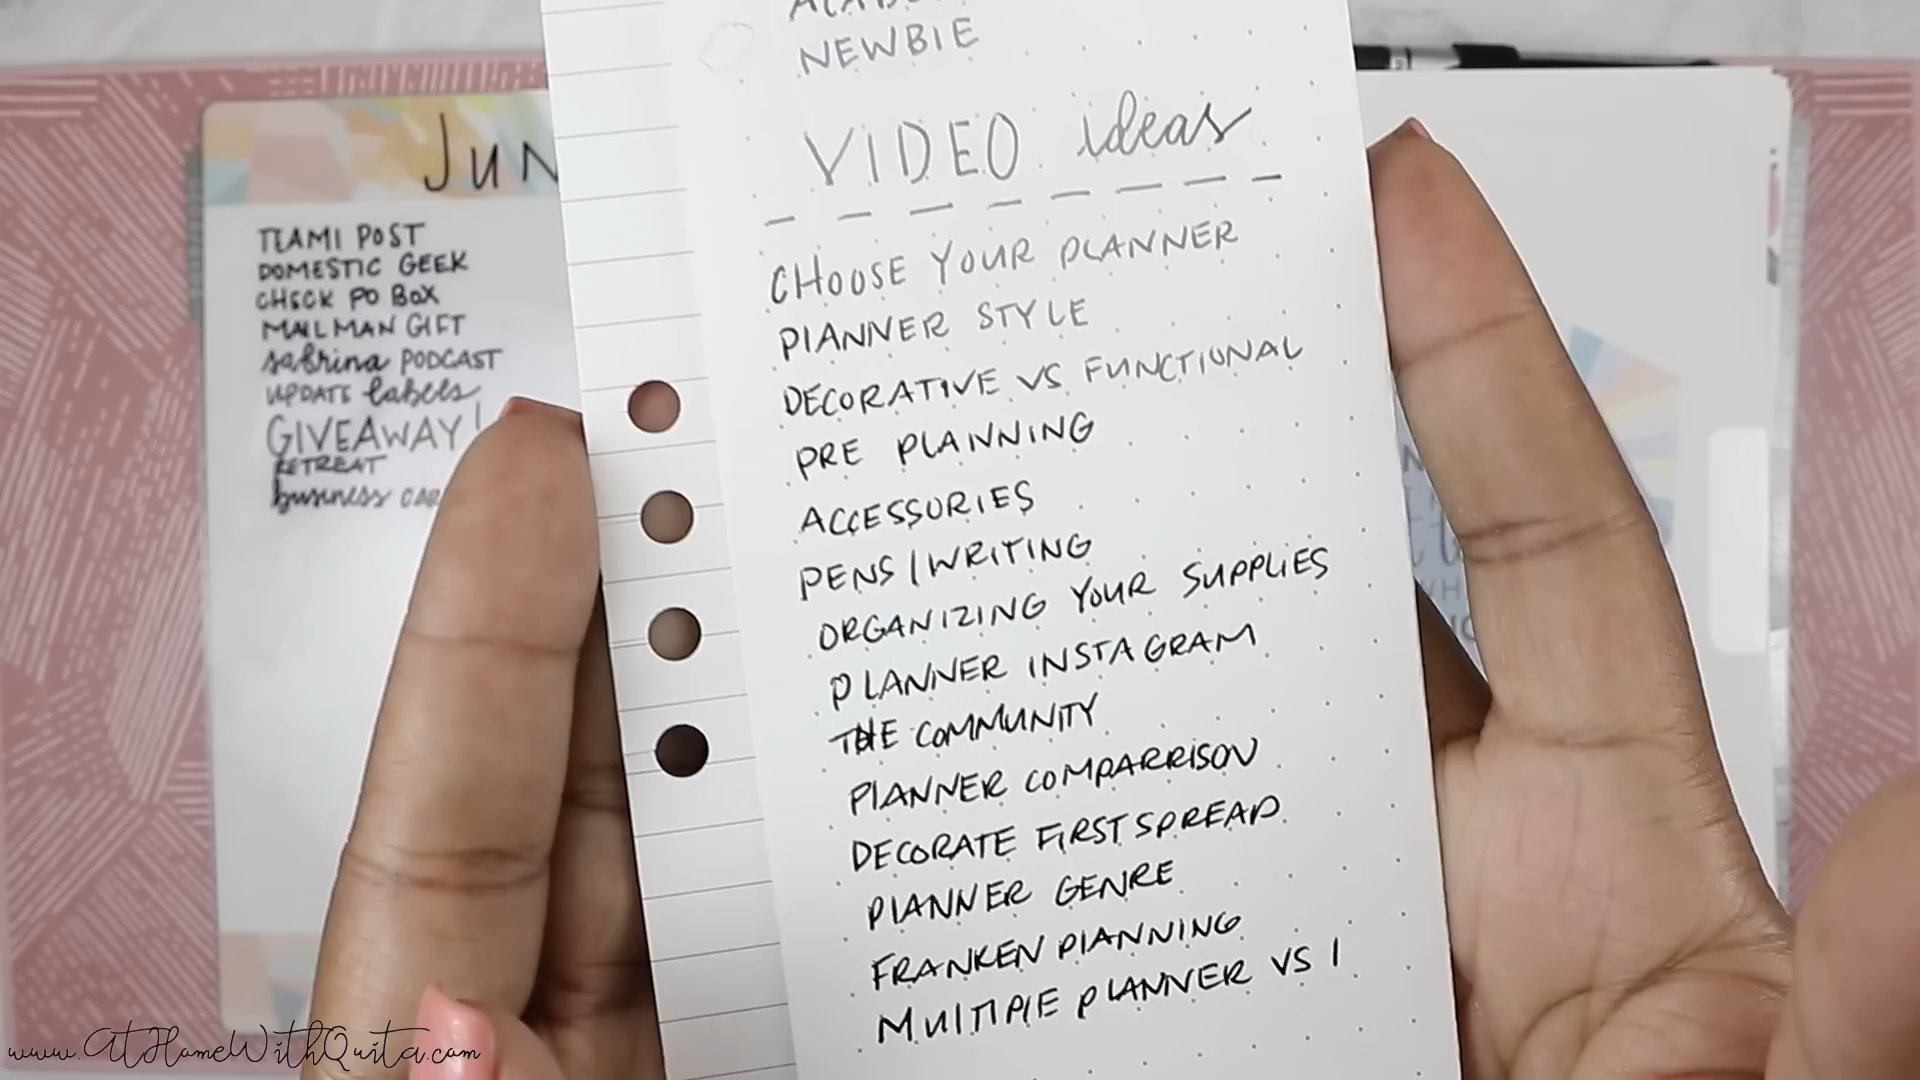 NEWBIE
VIDEO ideas
CHOOSE YOUR PLANNER
PLANNER STYLE
DECORATIVE VS FUNCTIONAL
PRE PLANNING
ACCESSORIES
PENS/WRITING
ORGANIZING YOUR SUPPLIES
PLANNER INSTAGRAM
THE COMMUNITY
PLANNER COMPARRISON
DECORATE FIRST SPREAD
PLANNER GENRE
FRANKEN PLANNING
MULTIPLE PLANNER VS 1
JUN
TEAMI POST
DOMESTIC GEEK
CHECK PO BOX
MAILMAN GIFT
sabrina PODCAST
UPDATE labels
GIVEAWAY!
RETREAT
business
www.AtHomeWithQuita.com